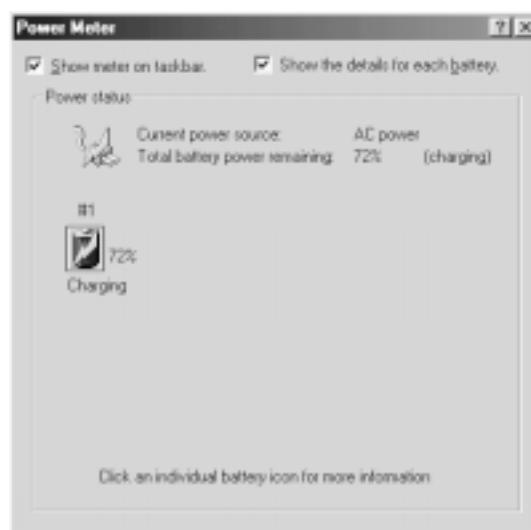 Power Meter
Show meter on taskbar. Show the details for each battery.
Power status
Current power source: AC power
Total battery power remaining: 72% (charging)
#1
72%
Charging
Click an individual battery icon for more information